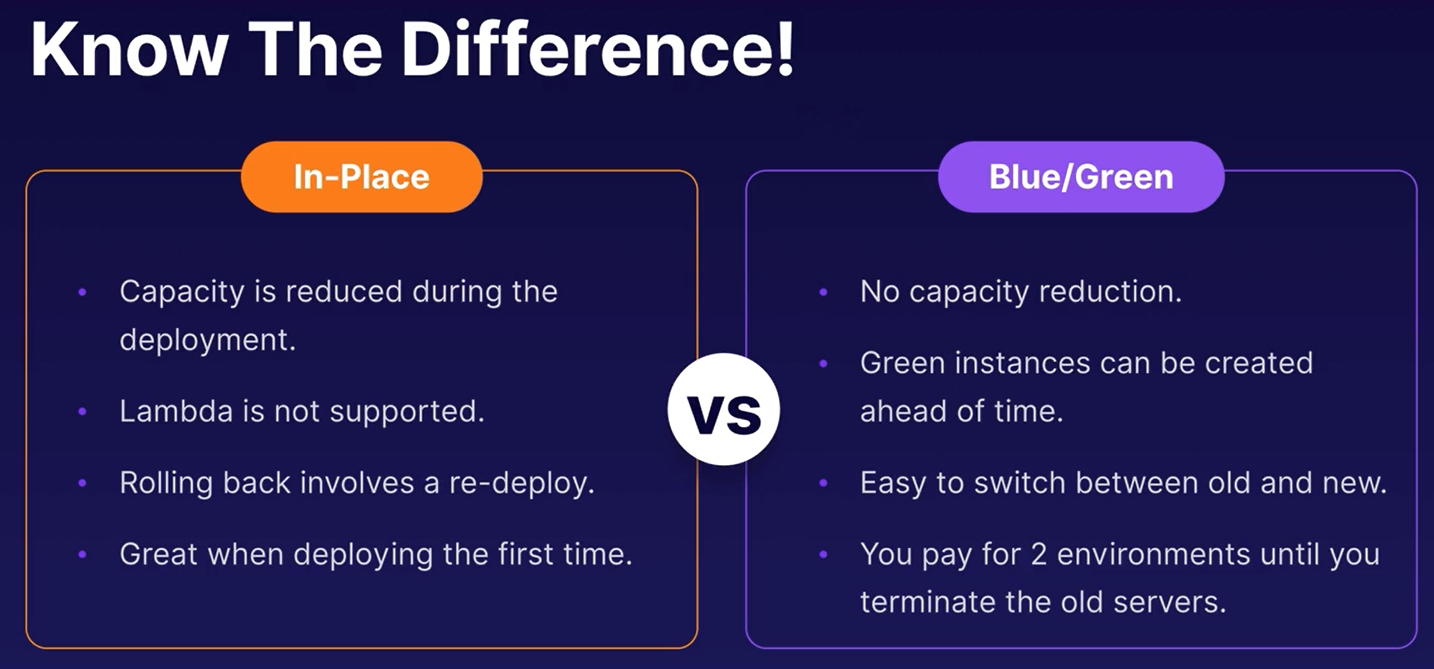 Know The Difference!
In-Place
• Capacity is reduced during the
deployment.
• Lambda is not supported.
• Rolling back involves a re-deploy.
• Great when deploying the first time.
vs
Blue/Green
• No capacity reduction.
• Green instances can be created
ahead of time.
• Easy to switch between old and new.
• You pay for 2 environments until you
terminate the old servers.